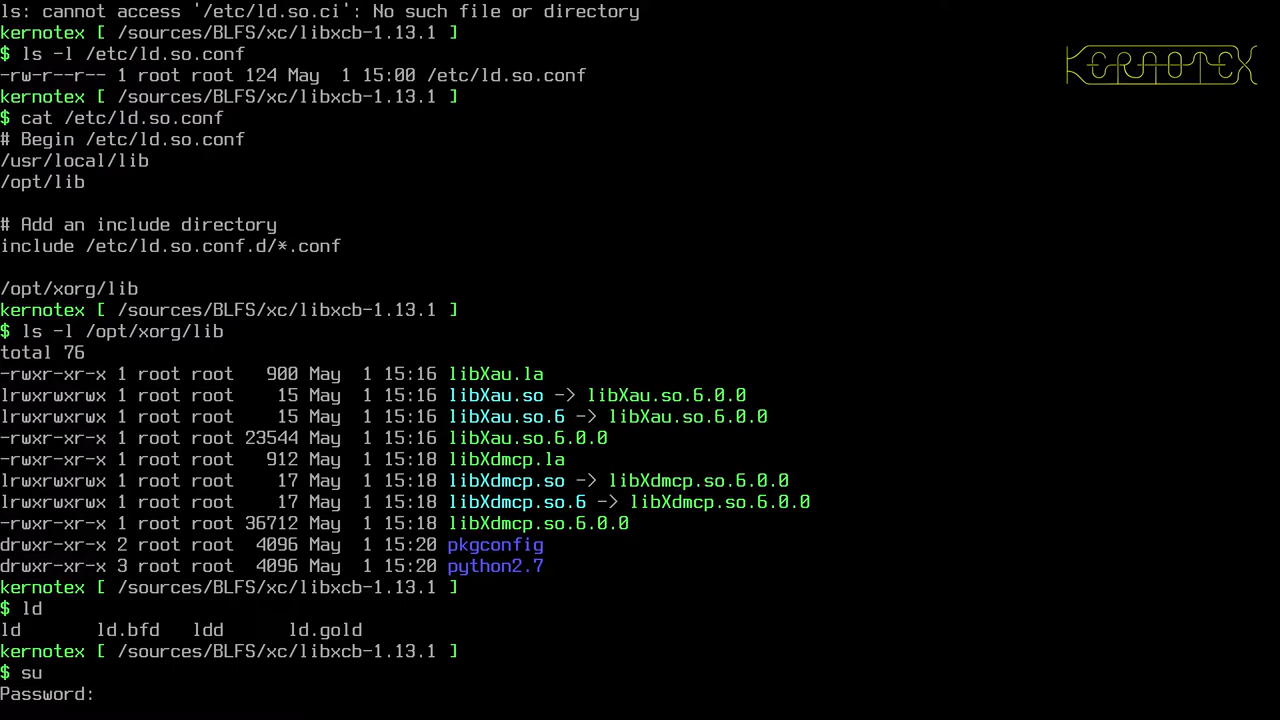 ls: cannot access '/etc/ld.so.ci': No such file or directory
kernotex [ /sources/BLFS/xc/libxcb-1.13.1 ]
$ ls -l /etc/ld.so.conf
-rw-r--r-- 1 root root 124 May  1 15:00 /etc/ld.so.conf
kernotex [ /sources/BLFS/xc/libxcb-1.13.1 ]
$ cat /etc/ld.so.conf
# Begin /etc/ld.so.conf
/usr/local/lib
/opt/lib
# Add an include directory
include /etc/ld.so.conf.d/*.conf
/opt/xorg/lib
kernotex [ /sources/BLFS/xc/libxcb-1.13.1 ]
$ ls -l /opt/xorg/lib
total 76
-rwxr-xr-x 1 root root   900 May  1 15:16 libXau.la
lrwxrwxrwx 1 root root    15 May  1 15:16 libXau.so -> libXau.so.6.0.0
lrwxrwxrwx 1 root root    15 May  1 15:16 libXau.so.6 -> libXau.so.6.0.0
-rwxr-xr-x 1 root root 23544 May  1 15:16 libXau.so.6.0.0
-rwxr-xr-x 1 root root   912 May  1 15:18 libXdmcp.la
lrwxrwxrwx 1 root root    17 May  1 15:18 libXdmcp.so -> libXdmcp.so.6.0.0
lrwxrwxrwx 1 root root    17 May  1 15:18 libXdmcp.so.6 -> libXdmcp.so.6.0.0
-rwxr-xr-x 1 root root 36712 May  1 15:18 libXdmcp.so.6.0.0
drwxr-xr-x 2 root root  4096 May  1 15:20 pkgconfig
drwxr-xr-x 3 root root  4096 May  1 15:20 python2.7
kernotex [ /sources/BLFS/xc/libxcb-1.13.1 ]
$ ld
ld       ld.bfd   ldd      ld.gold
kernotex [ /sources/BLFS/xc/libxcb-1.13.1 ]
$ su
Password:
KERNOTEX